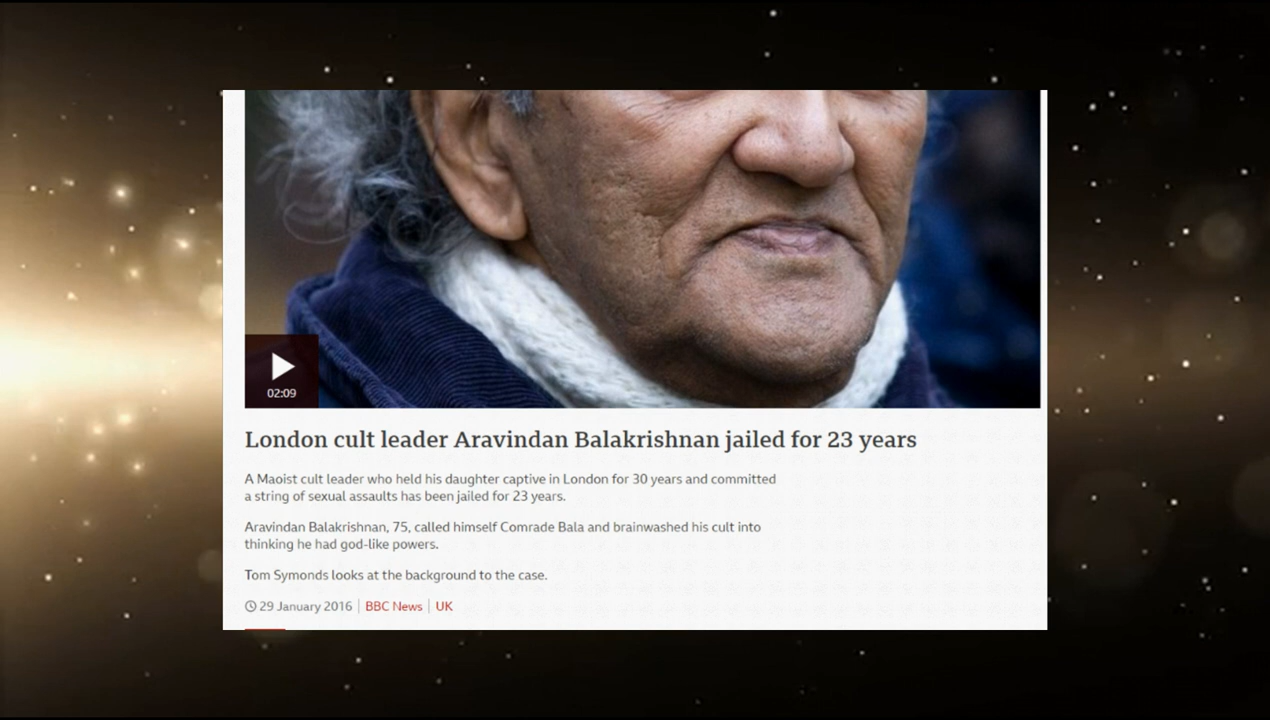 02:09
London cult leader Aravindan Balakrishnan jailed for 23 years
A Maoist cult leader who held his daughter captive in London for 30 years and committed
a string of sexual assaults has been jailed for 23 years.
Aravindan Balakrishnan, 75, called himself Comrade Bala and brainwashed his cult into
thinking he had god-like powers.
Tom Symonds looks at the background to the case.
29 January 2016 | BBC News | UK